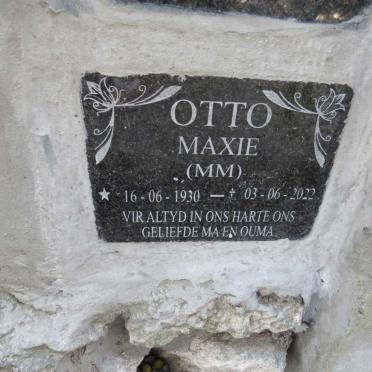 OTTO
MAXIE
(MM)
★ 16-06-1930 — ✝ 03-06-2022
VIR ALTYD IN ONS HARTE ONS
GELIEFDE MA EN OUMA